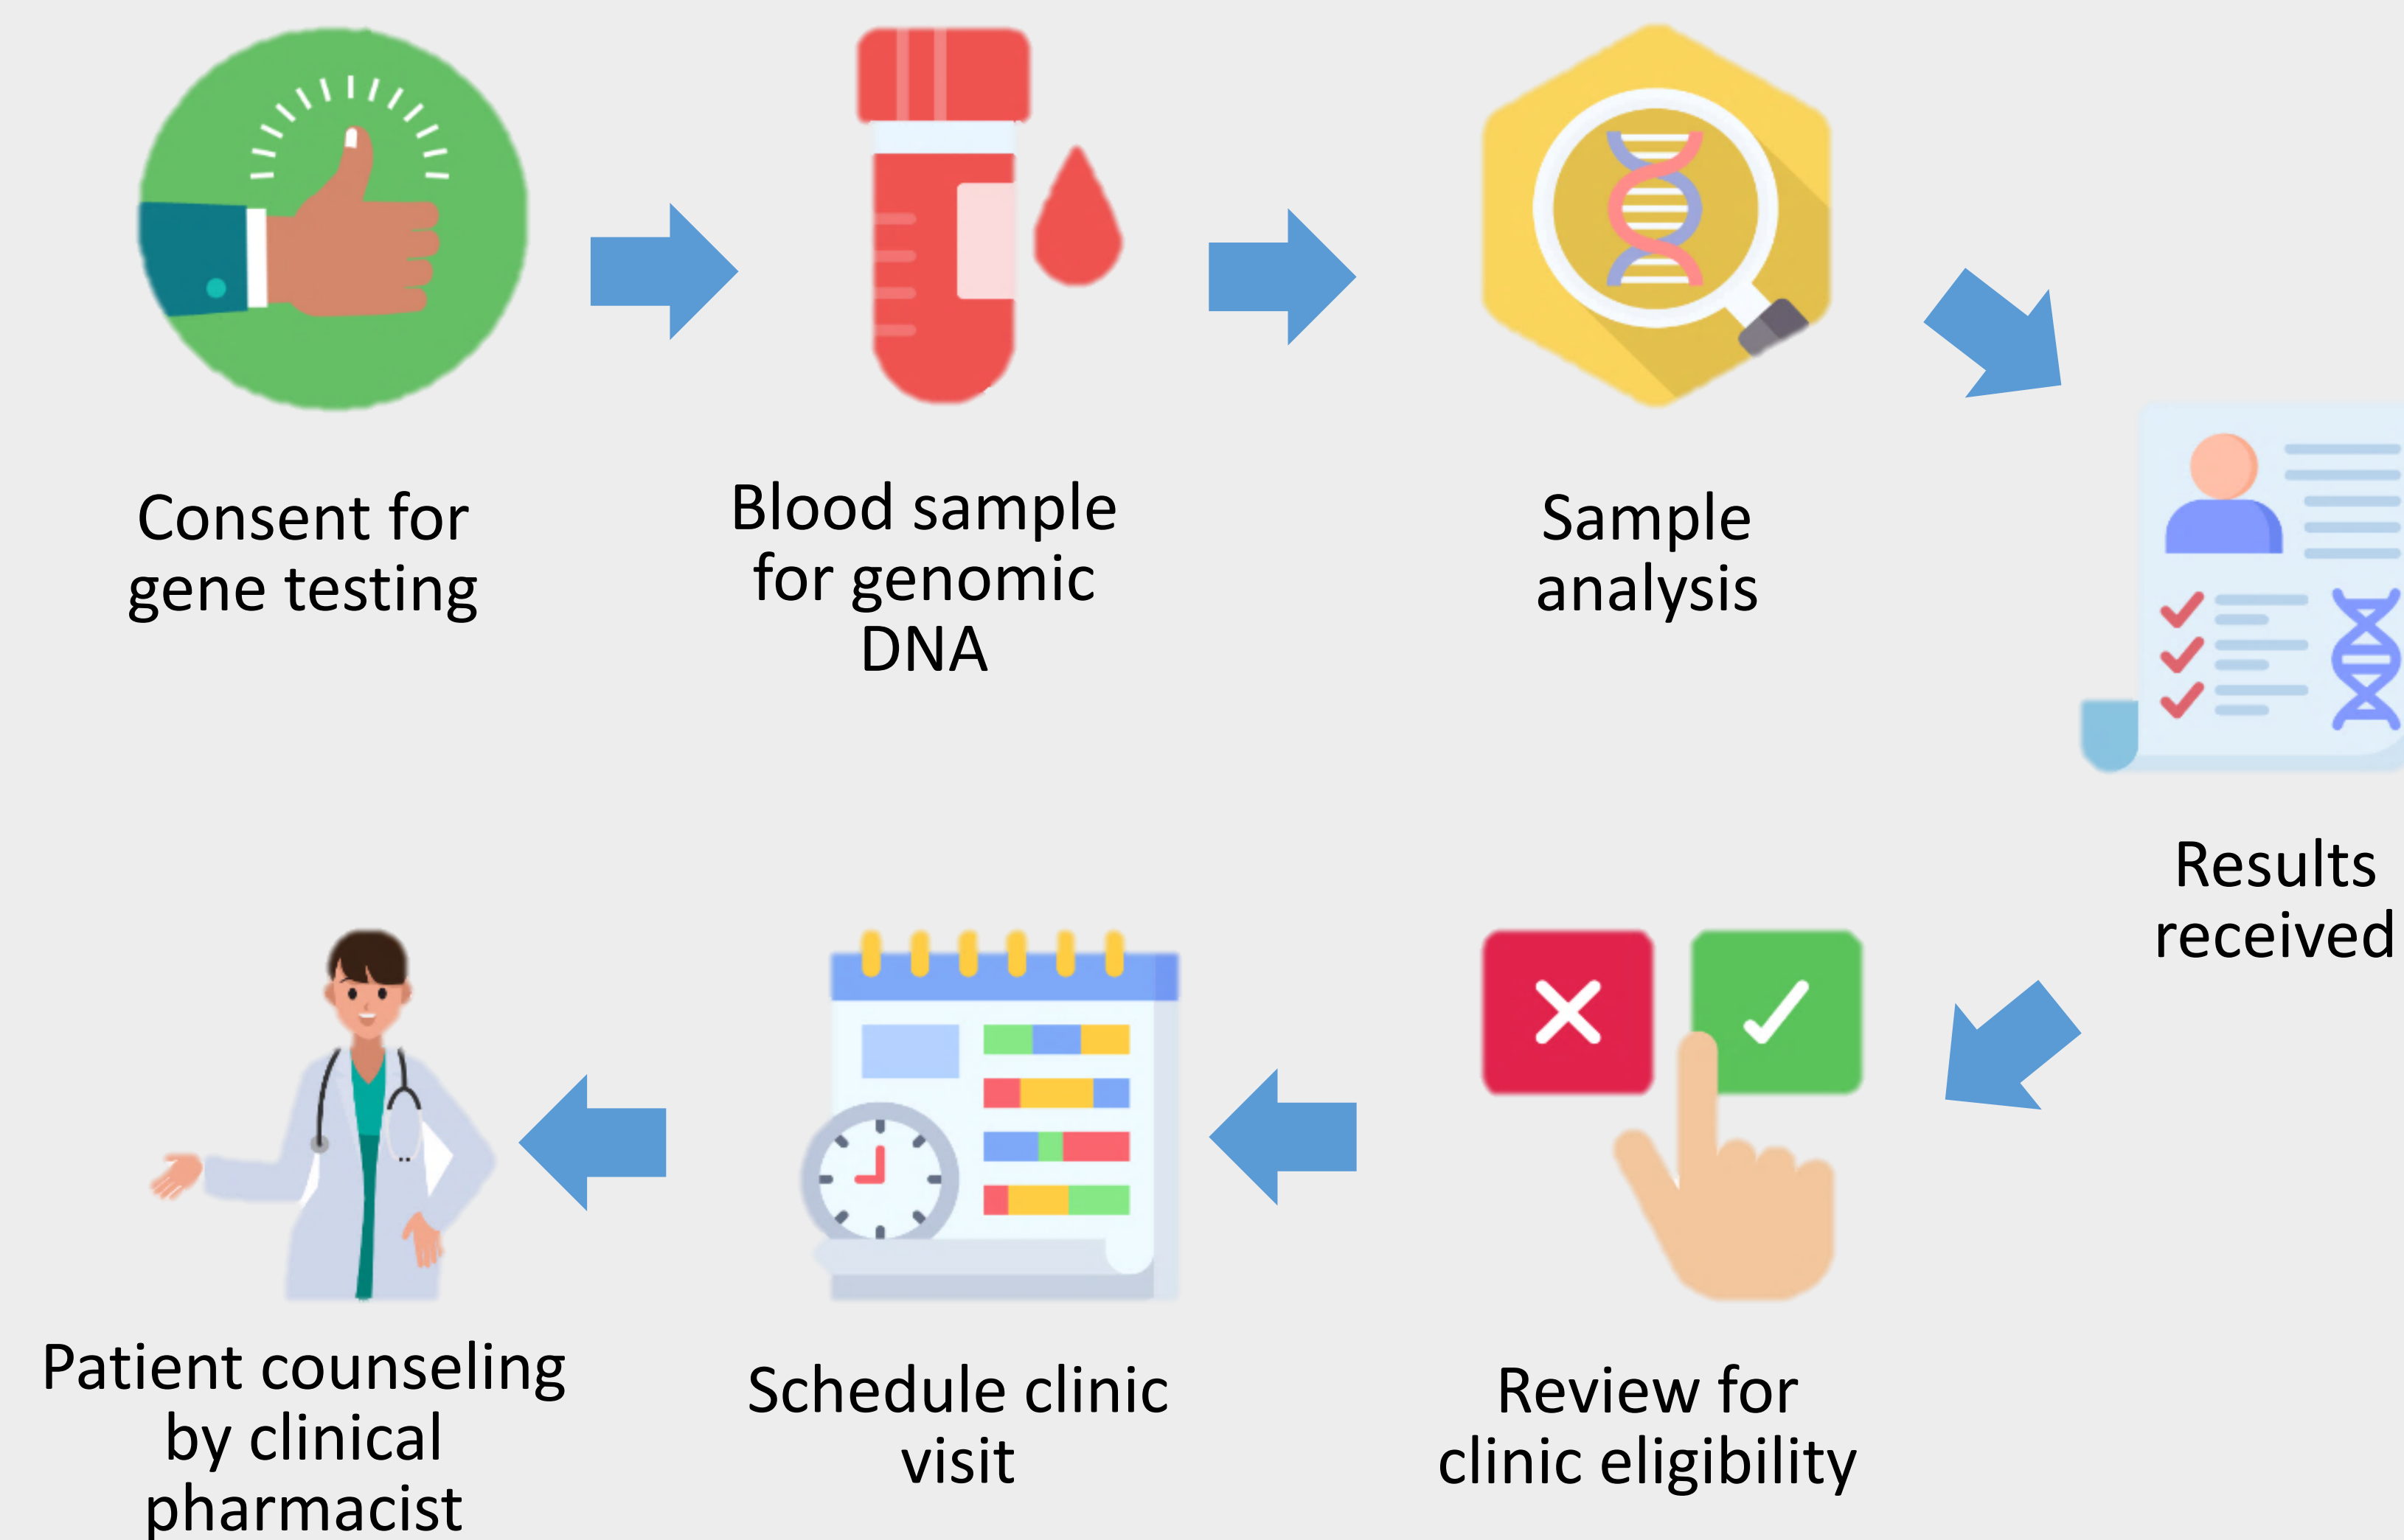 Consent for
gene testing
Blood sample
for genomic
DNA
Sample
analysis
Results
received
Review for
clinic eligibility
Schedule clinic
visit
Patient counseling
by clinical
pharmacist